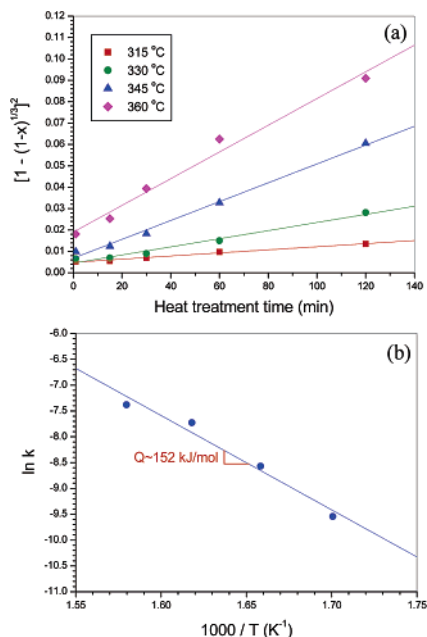 (a)
315 °C
330 °C
345 °C
360 °C
[1 - (1-x)^1/3]^2
0.12
0.11
0.10
0.09
0.08
0.07
0.06
0.05
0.04
0.03
0.02
0.01
0.00
0 20 40 60 80 100 120 140
Heat treatment time (min)
(b)
ln k
-6.0
-6.5
-7.0
-7.5
-8.0
-8.5
-9.0
-9.5
-10.0
-10.5
-11.0
Q~152 kJ/mol
1.55 1.60 1.65 1.70 1.75
1000 / T (K⁻¹)